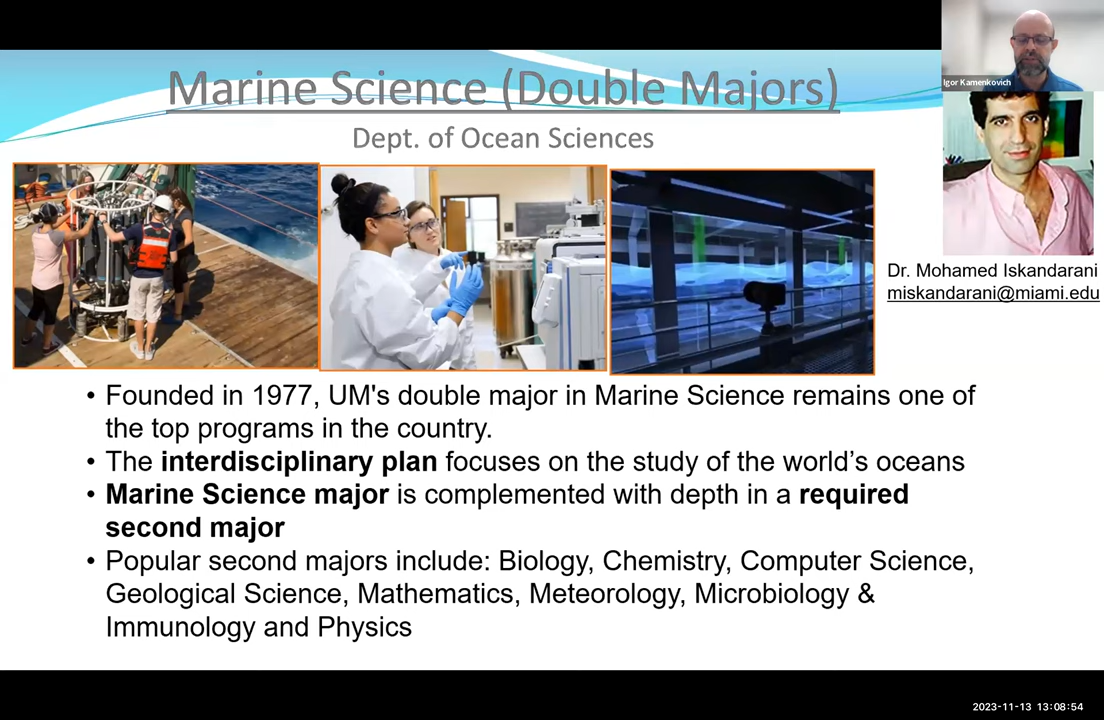 Igor Kamenkovich
Marine Science (Double Majors)
Dept. of Ocean Sciences
Dr. Mohamed Iskandarani
miskandarani@miami.edu
• Founded in 1977, UM's double major in Marine Science remains one of
the top programs in the country.
• The interdisciplinary plan focuses on the study of the world’s oceans
• Marine Science major is complemented with depth in a required
second major
• Popular second majors include: Biology, Chemistry, Computer Science,
Geological Science, Mathematics, Meteorology, Microbiology &
Immunology and Physics
2023-11-13 13:08:54